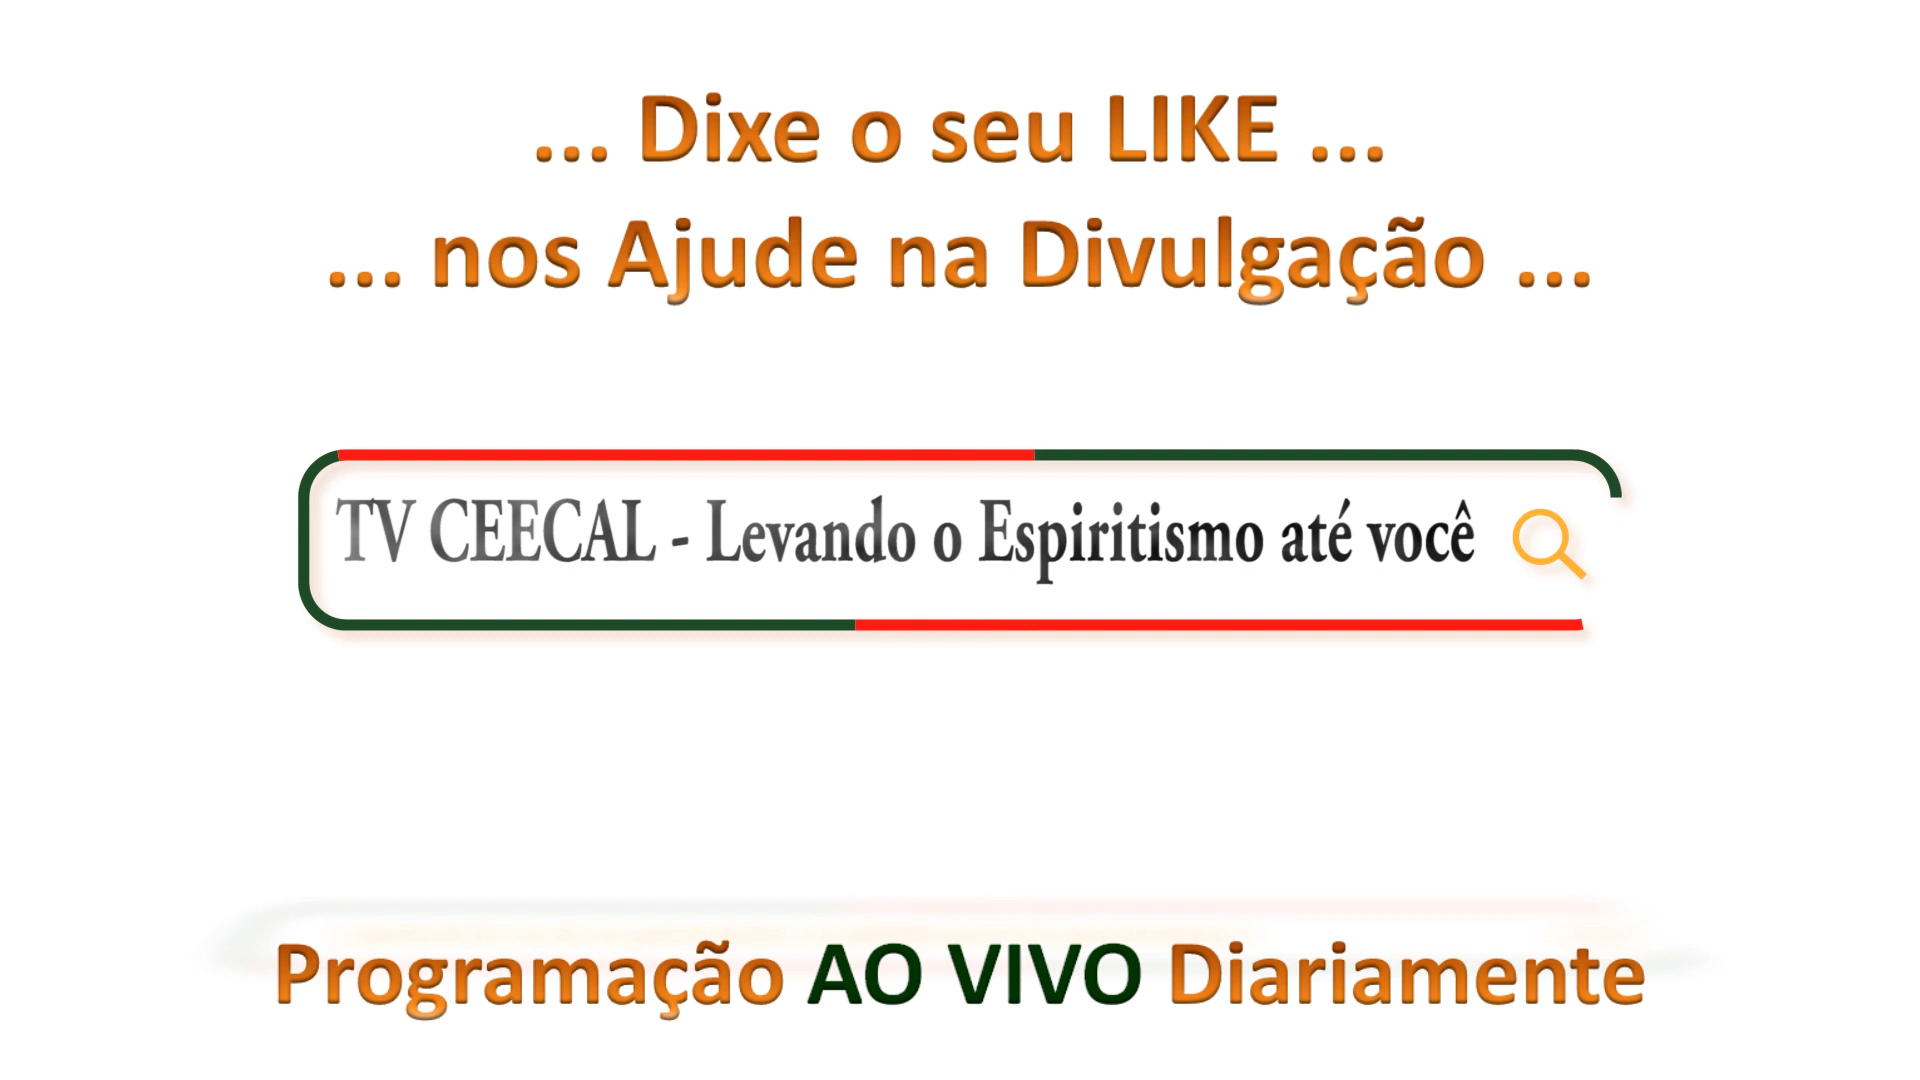 ... Dixe o seu LIKE ...
... nos Ajude na Divulgação ...
TV CEECAL - Levando o Espiritismo até você
Programação AO VIVO Diariamente